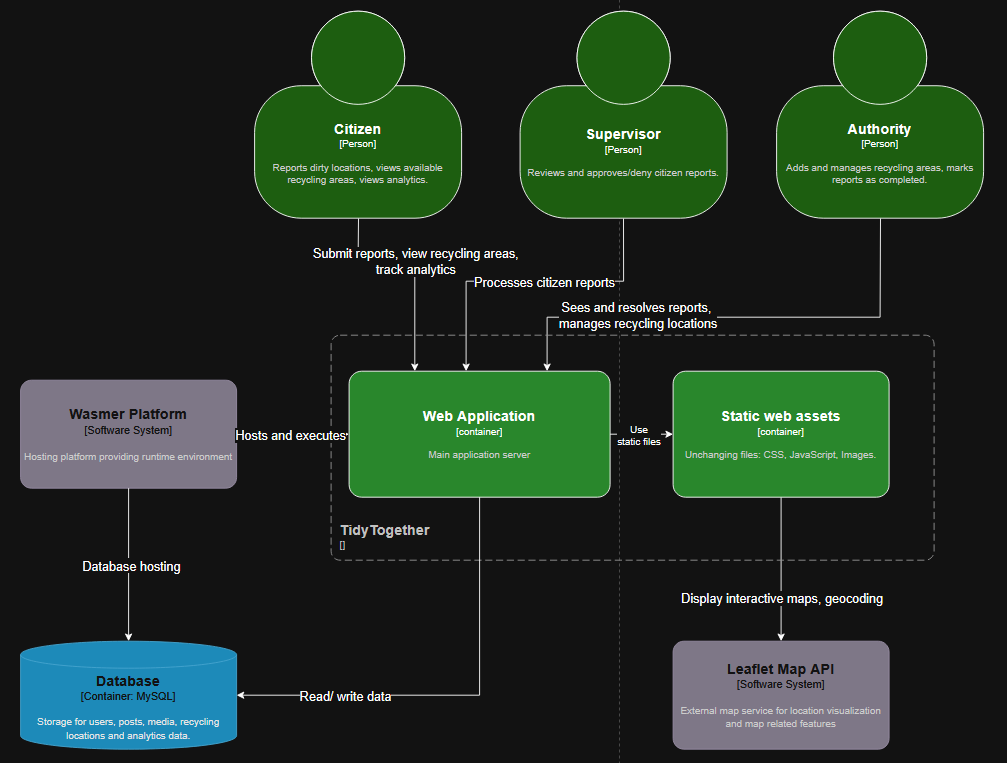 Citizen
[Person]
Reports dirty locations, views available
recycling areas, views analytics.
Supervisor
[Person]
Reviews and approves/deny citizen reports.
Authority
[Person]
Adds and manages recycling areas, marks
reports as completed.
Submit reports, view recycling areas,
track analytics
Processes citizen reports
Sees and resolves reports,
manages recycling locations
Wasmer Platform
[Software System]
Hosting platform providing runtime environment
Hosts and executes
Web Application
[container]
Main application server
Use
static files
Static web assets
[container]
Unchanging files: CSS, JavaScript, Images.
TidyTogether
[]
Database hosting
Display interactive maps, geocoding
Database
[Container: MySQL]
Storage for users, posts, media, recycling
locations and analytics data.
Read/ write data
Leaflet Map API
[Software System]
External map service for location visualization
and map related features